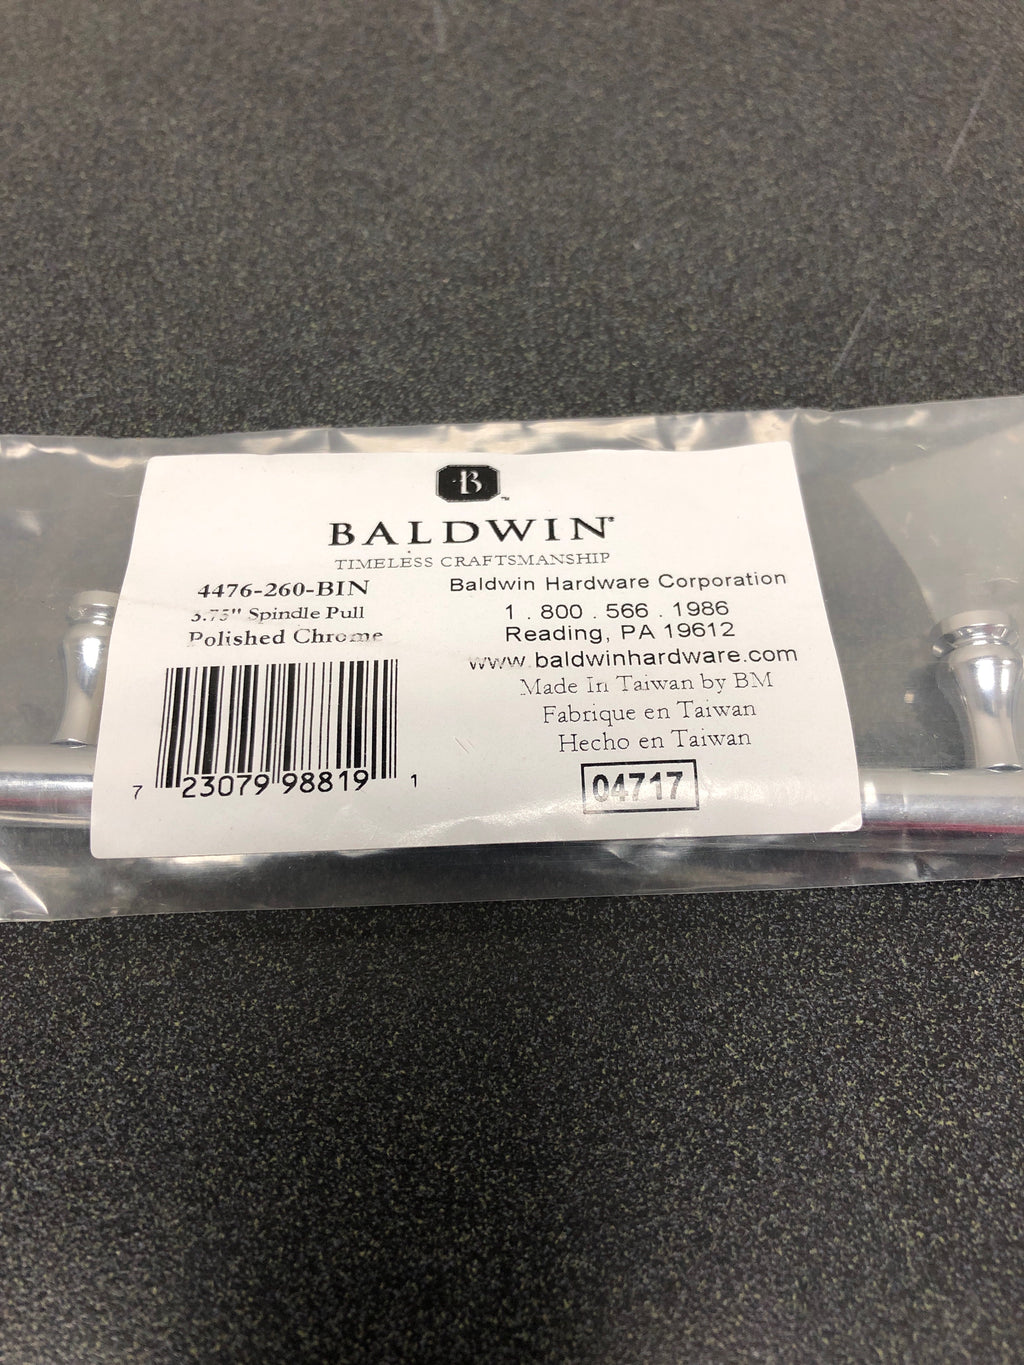 B
BALDWIN®
TIMELESS CRAFTSMANSHIP
4476-260-BIN
3.75" Spindle Pull
Polished Chrome
7 23079 98819 1
Baldwin Hardware Corporation
1 . 800 . 566 . 1986
Reading, PA 19612
www.baldwinhardware.com
Made In Taiwan by BM
Fabrique en Taiwan
Hecho en Taiwan
04717